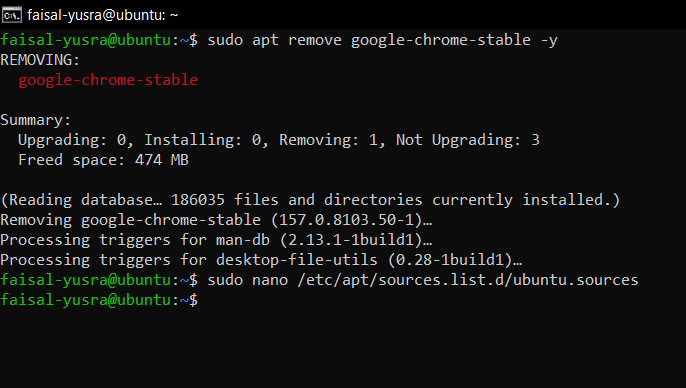 faisal-yusra@ubuntu: ~
faisal-yusra@ubuntu:~$ sudo apt remove google-chrome-stable -y
REMOVING:
  google-chrome-stable

Summary:
  Upgrading: 0, Installing: 0, Removing: 1, Not Upgrading: 3
  Freed space: 474 MB

(Reading database… 186035 files and directories currently installed.)
Removing google-chrome-stable (157.0.8103.50-1)…
Processing triggers for man-db (2.13.1-1build1)…
Processing triggers for desktop-file-utils (0.28-1build1)…
faisal-yusra@ubuntu:~$ sudo nano /etc/apt/sources.list.d/ubuntu.sources
faisal-yusra@ubuntu:~$